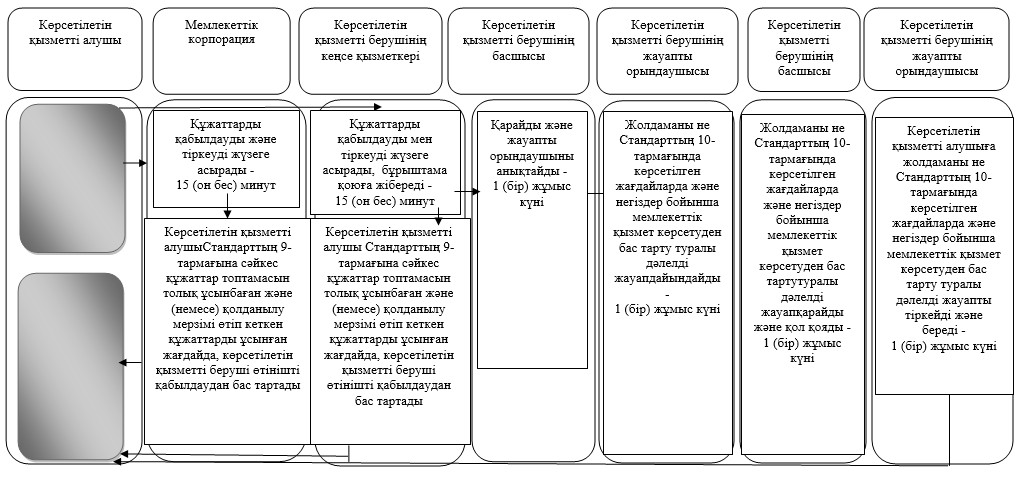 Көрсетілетін
қызметті алушы
Мемлекеттік
корпорация
Көрсетілетін
қызметті берушінің
кеңсе қызметкері
Көрсетілетін
қызметті берушінің
басшысы
Көрсетілетін
қызметті берушінің
жауапты
орындаушысы
Көрсетілетін
қызметті
берушінің
басшысы
Көрсетілетін
қызметті берушінің
жауапты
орындаушысы
Құжаттарды
қабылдауды және
тіркеуді жүзеге
асырады -
15 (он бес) минут
Көрсетілетін қызметті
алушыСтандарттың 9-
тармағына сәйкес
құжаттар топтамасын
толық ұсынбаған және
(немесе) қолданылу
мерзімі өтіп кеткен
құжаттарды ұсынған
жағдайда, көрсетілетін
қызметті беруші өтінішті
қабылдаудан бас тартады
Құжаттарды
қабылдауды мен
тіркеуді жүзеге
асырады, бұрыштама
қоюға жібереді -
15 (он бес) минут
Көрсетілетін қызметті
алушы Стандарттың 9-
тармағына сәйкес
құжаттар топтамасын
толық ұсынбаған және
(немесе) қолданылу
мерзімі өтіп кеткен
құжаттарды ұсынған
жағдайда, көрсетілетін
қызметті беруші
өтінішті қабылдаудан
бас тартады
Қарайды және
жауапты
орындаушыны
анықтайды -
1 (бір) жұмыс
күні
Жолдаманы не
Стандарттың 10-
тармағында
көрсетілген
жағдайларда және
негіздер бойынша
мемлекеттік
қызмет көрсетуден
бас тарту туралы
дәлелді
жауапдайындайды
-
1 (бір) жұмыс күні
Жолдаманы не
Стандарттың 10-
тармағында
көрсетілген
жағдайларда
және негіздер
бойынша
мемлекеттік
қызмет
көрсетуден бас
тартутуралы
дәлелді
жауапқарайды
және қол қояды -
1 (бір) жұмыс
күні
Көрсетілетін
қызметті алушыға
жолдаманы не
Стандарттың 10-
тармағында
көрсетілген
жағдайларда және
негіздер бойынша
мемлекеттік қызмет
көрсетуден бас
тарту туралы
дәлелді жауапты
тіркейді және
береді -
1 (бір) жұмыс күні